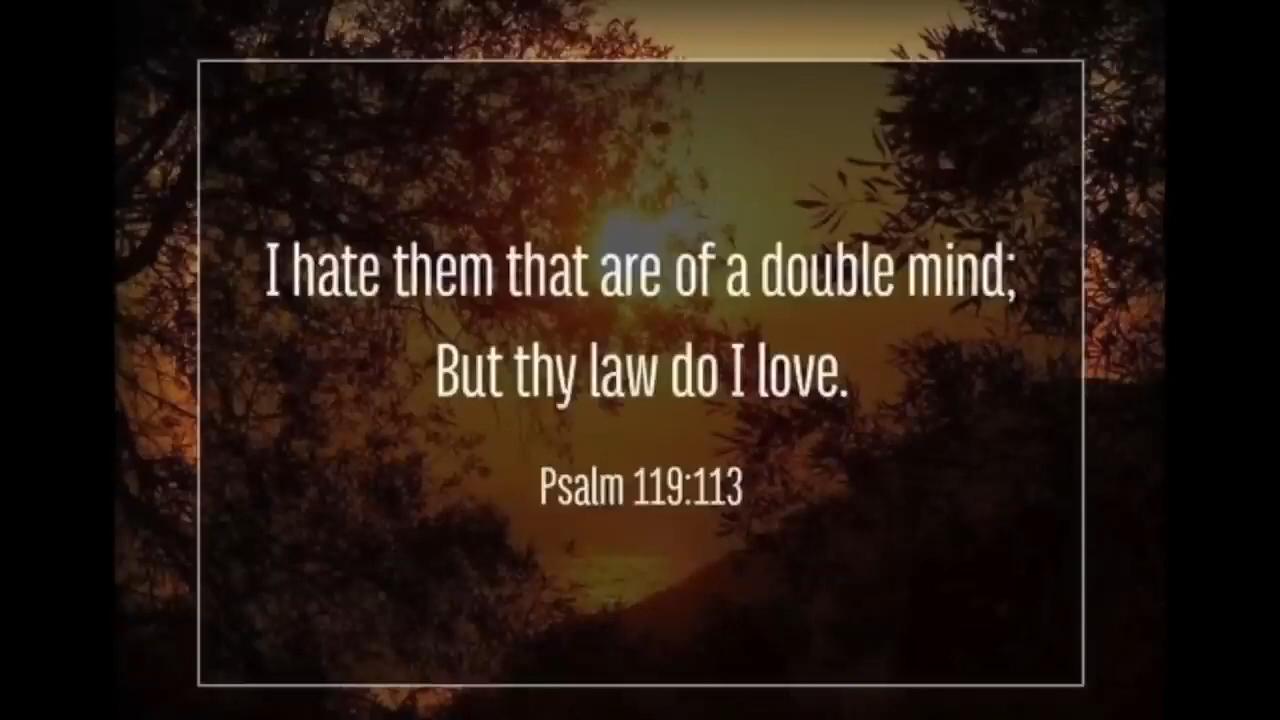 I hate them that are of a double mind;
But thy law do I love.
Psalm 119:113